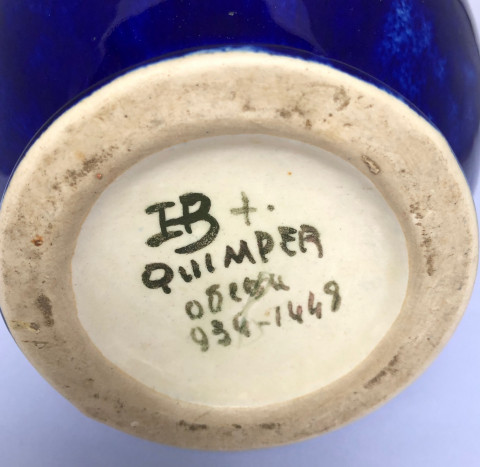 HB +.
QUIMPER
odetta
934-1449